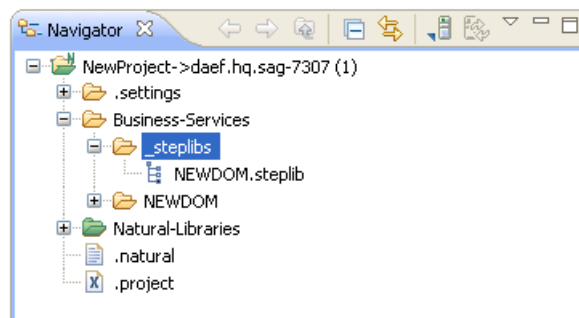 Navigator
NewProject->daef.hq.sag-7307 (1)
.settings
Business-Services
_steplibs
NEWDOM.steplib
NEWDOM
Natural-Libraries
.natural
.project